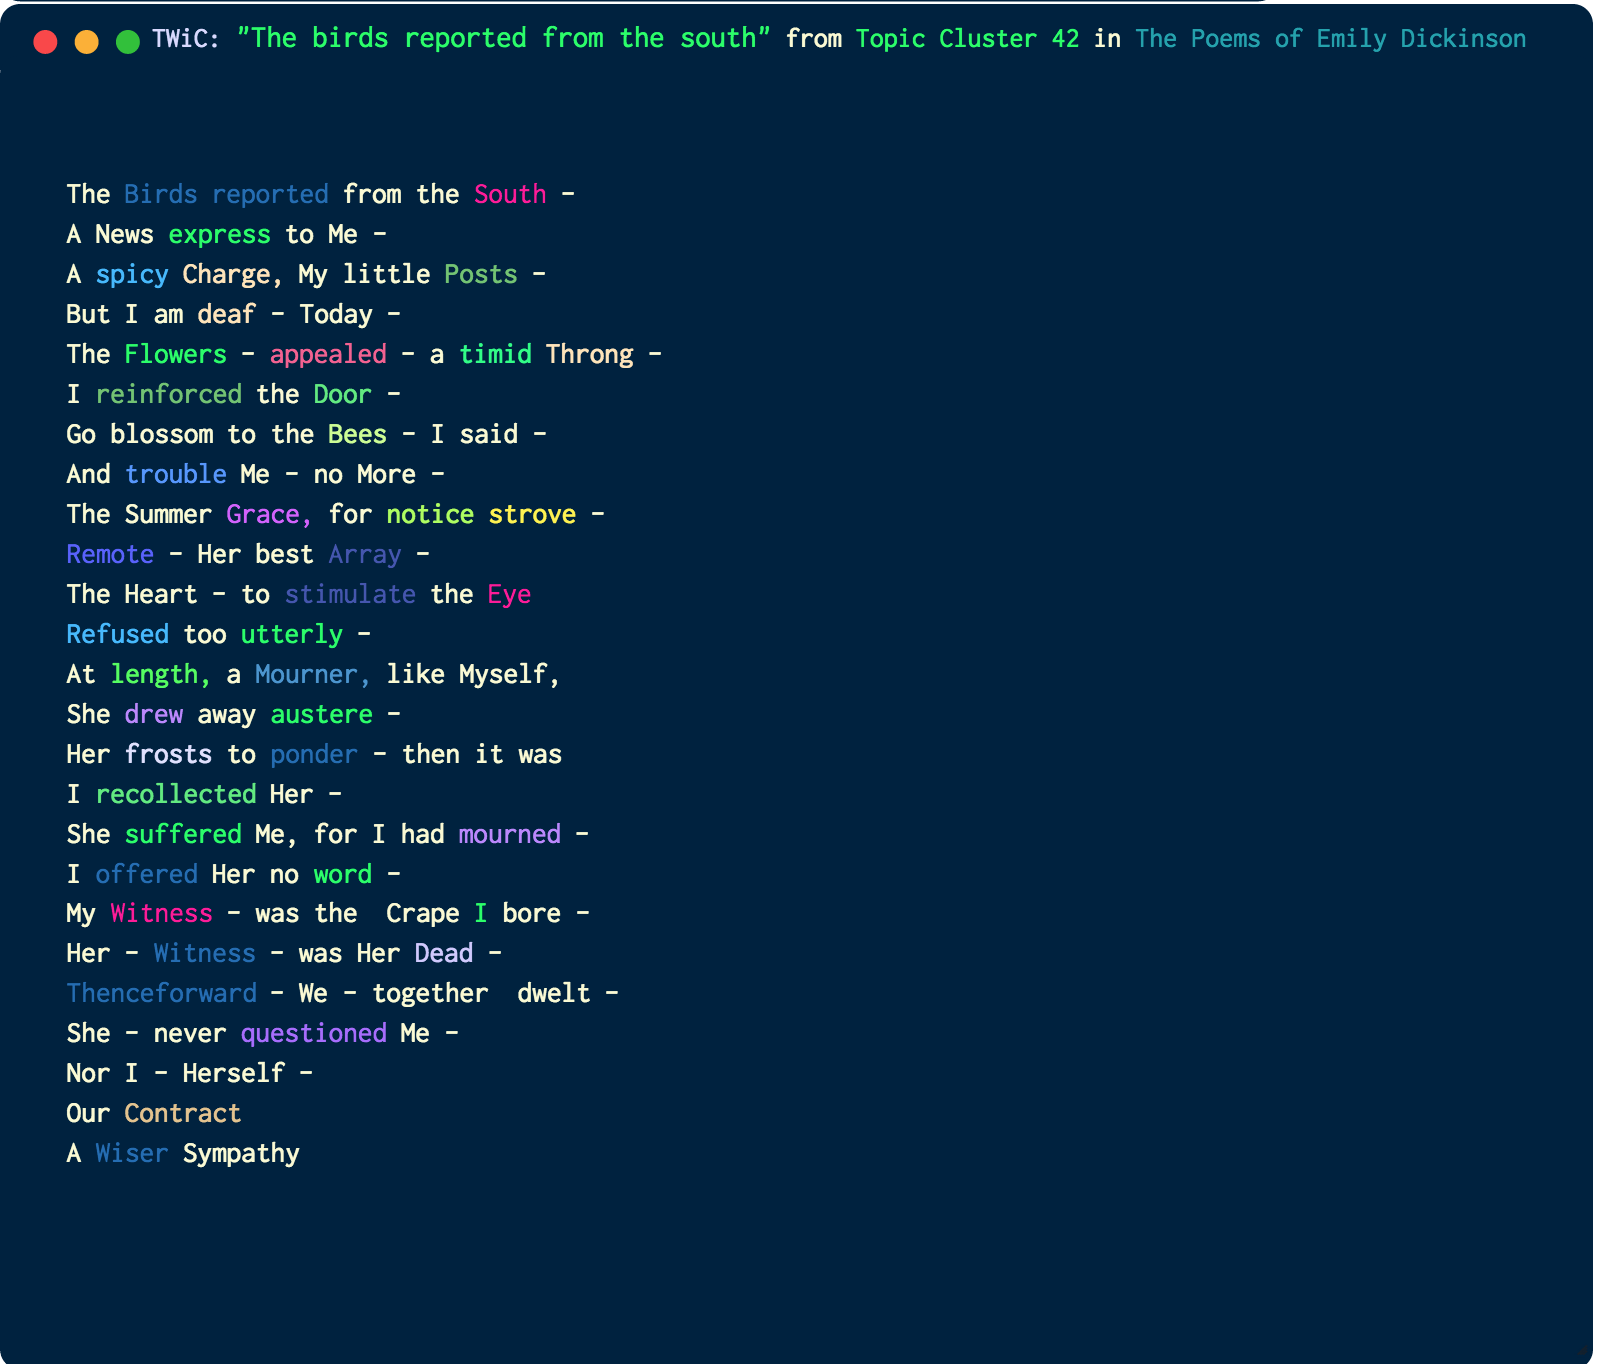 TWiC: "The birds reported from the south" from Topic Cluster 42 in The Poems of Emily Dickinson
The Birds reported from the South –
A News express to Me –
A spicy Charge, My little Posts –
But I am deaf – Today –
The Flowers – appealed – a timid Throng –
I reinforced the Door –
Go blossom to the Bees – I said –
And trouble Me – no More –
The Summer Grace, for notice strove –
Remote – Her best Array –
The Heart – to stimulate the Eye
Refused too utterly –
At length, a Mourner, like Myself,
She drew away austere –
Her frosts to ponder – then it was
I recollected Her –
She suffered Me, for I had mourned –
I offered Her no word –
My Witness – was the  Crape I bore –
Her – Witness – was Her Dead –
Thenceforward – We – together  dwelt –
She – never questioned Me –
Nor I – Herself –
Our Contract
A Wiser Sympathy